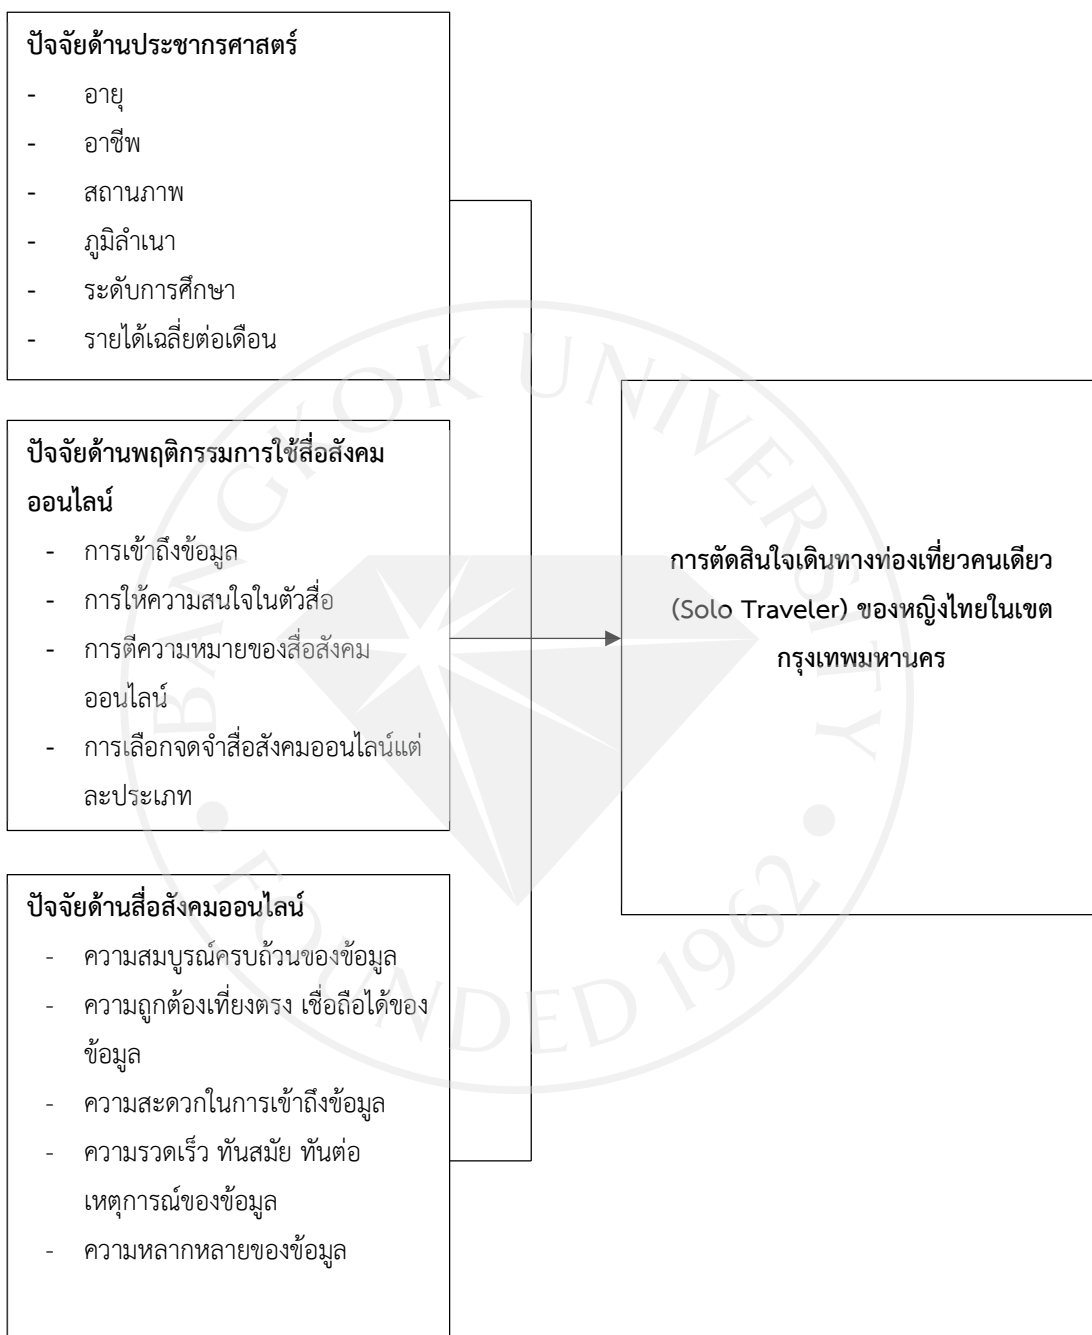 ปัจจัยด้านประชากรศาสตร์
- อายุ
- อาชีพ
- สถานภาพ
- ภูมิลำเนา
- ระดับการศึกษา
- รายได้เฉลี่ยต่อเดือน
ปัจจัยด้านพฤติกรรมการใช้สื่อสังคม
ออนไลน์
- การเข้าถึงข้อมูล
- การให้ความสนใจในตัวสื่อ
- การตีความหมายของสื่อสังคม
ออนไลน์
- การเลือกจดจำสื่อสังคมออนไลน์แต่
ละประเภท
ปัจจัยด้านสื่อสังคมออนไลน์
- ความสมบูรณ์ครบถ้วนของข้อมูล
- ความถูกต้องเที่ยงตรง เชื่อถือได้ของ
ข้อมูล
- ความสะดวกในการเข้าถึงข้อมูล
- ความรวดเร็ว ทันสมัย ทันต่อ
เหตุการณ์ของข้อมูล
- ความหลากหลายของข้อมูล
การตัดสินใจเดินทางท่องเที่ยวคนเดียว
(Solo Traveler) ของหญิงไทยในเขต
กรุงเทพมหานคร
BANGKOK UNIVERSITY
FOUNDED 1962